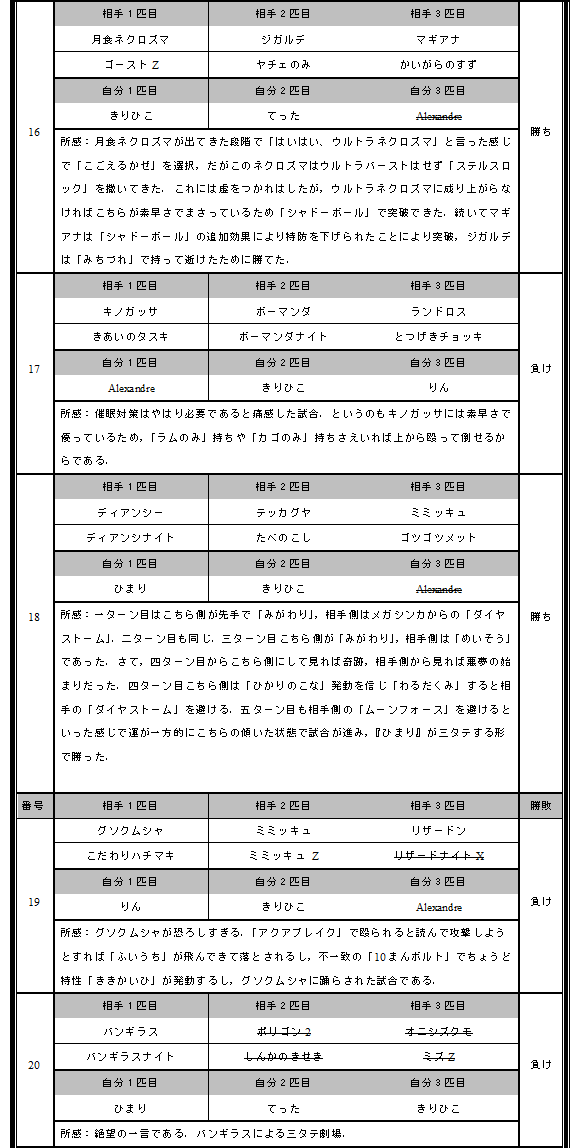 相手 1 匹目 相手 2 匹目 相手 3 匹目
月食ネクロズマ ジガルデ マギアナ
ゴースト Z ヤチェのみ かいがらのすず
自分 1 匹目 自分 2 匹目 自分 3 匹目
きりひこ てった Alexandre
16 勝ち
所感：月食ネクロズマが出てきた段階で「はいはい、ウルトラネクロズマ」と言った感じ
で「こごえるかぜ」を選択，だがこのネクロズマはウルトラバーストはせず「ステルスロ
ック」を撒いてきた．これには虚をつかれはしたが，ウルトラネクロズマに成り上がらな
ければこちらが素早さでまさっているため「シャドーボール」で突破できた．続いてマギ
アナは「シャドーボール」の追加効果により特防を下げられたことにより突破，ジガルデ
は「みちづれ」で持って逝けたために勝てた．
相手 1 匹目 相手 2 匹目 相手 3 匹目
キノガッサ ボーマンダ ランドロス
きあいのタスキ ボーマンダナイト とつげきチョッキ
自分 1 匹目 自分 2 匹目 自分 3 匹目
17 負け
Alexandre きりひこ りん
所感：催眠対策はやはり必要であると痛感した試合．というのもキノガッサには素早さで
優っているため，「ラムのみ」持ちや「カゴのみ」持ちさえいれば上から殴って倒せるか
らである．
相手 1 匹目 相手 2 匹目 相手 3 匹目
ディアンシー テッカグヤ ミミッキュ
ディアンシナイト たべのこし ゴツゴツメット
自分 1 匹目 自分 2 匹目 自分 3 匹目
ひまり きりひこ Alexandre
18 勝ち
所感：一ターン目はこちら側が先手で「みがわり」，相手側はメガシンカからの「ダイヤ
ストーム」．二ターン目も同じ．三ターン目こちら側が「みがわり」，相手側は「めいそう」
であった．さて，四ターン目からこちら側にして見れば奇跡，相手側から見れば悪夢の始
まりだった．四ターン目こちら側は「ひかりのこな」発動を信じ「わるだくみ」すると相
手の「ダイヤストーム」を避ける．五ターン目も相手側の「ムーンフォース」を避けると
いった感じで運が一方的にこちらの傾いた状態で試合が進み，『ひまり』が三タテする形
で勝った．
番号 相手 1 匹目 相手 2 匹目 相手 3 匹目 勝敗
グソクムシャ ミミッキュ リザードン
こだわりハチマキ ミミッキュ Z リザードナイト X
自分 1 匹目 自分 2 匹目 自分 3 匹目
19 負け
りん きりひこ Alexandre
所感：グソクムシャが恐ろしすぎる．「アクアブレイク」で殴られると読んで攻撃しよう
とすれば「ふいうち」が飛んできて落とされるし，不一致の「10まんボルト」でちょうど
特性「ききかいひ」が発動するし，グソクムシャに踊らされた試合である．
相手 1 匹目 相手 2 匹目 相手 3 匹目
バンギラス ポリゴン 2 オニシズクモ
バンギラスナイト しんかのきせき ミズ Z
20 負け
自分 1 匹目 自分 2 匹目 自分 3 匹目
ひまり てった きりひこ
所感：絶望の一言である．バンギラスによる三タテ劇場．